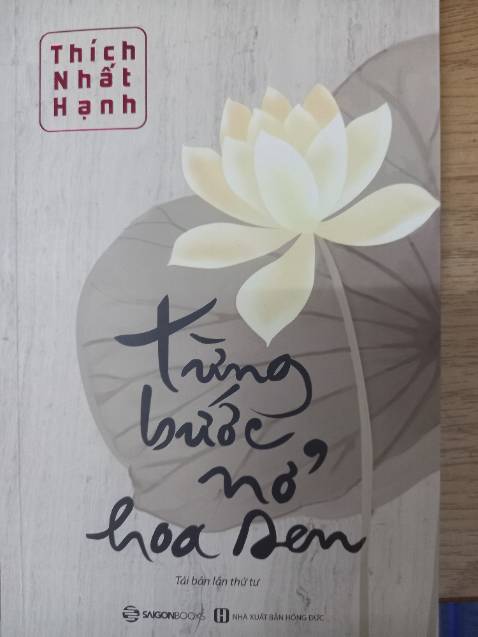 Thích
Nhất
Hạnh
từng
bước nở
hoa sen
Tái bản lần thứ tư
SAIGONBOOKS H NHÀ XUẤT BẢN HỒNG ĐỨC